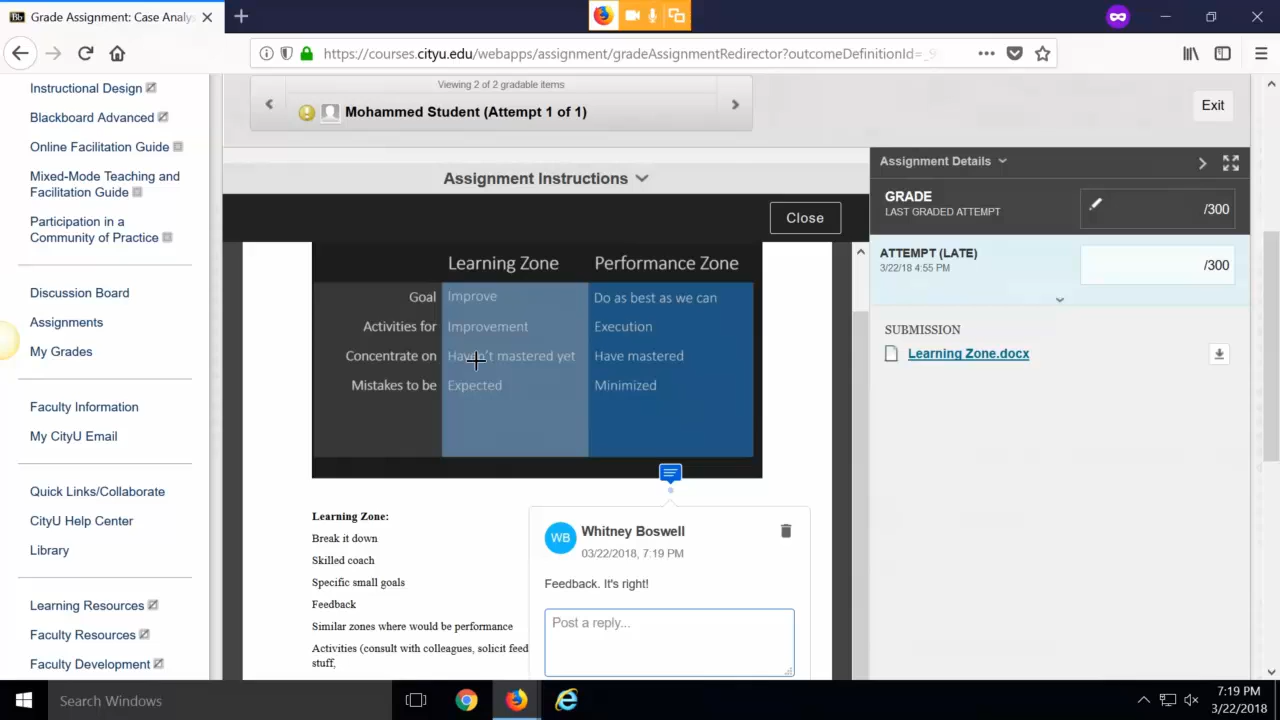 Grade Assignment: Case Analys
https://courses.cityu.edu/webapps/assignment/gradeAssignmentRedirector?outcomeDefinitionId=_9
Instructional Design
Blackboard Advanced
Online Facilitation Guide
Mixed-Mode Teaching and
Facilitation Guide
Participation in a
Community of Practice
Discussion Board
Assignments
My Grades
Faculty Information
My CityU Email
Quick Links/Collaborate
CityU Help Center
Library
Learning Resources
Faculty Resources
Faculty Development
Viewing 2 of 2 gradable items
Mohammed Student (Attempt 1 of 1)
Exit
Assignment Instructions
Close
Learning Zone Performance Zone
Goal Improve Do as best as we can
Activities for Improvement Execution
Concentrate on Haven't mastered yet Have mastered
Mistakes to be Expected Minimized
Learning Zone:
Break it down
Skilled coach
Specific small goals
Feedback
Similar zones where would be performance
Activities (consult with colleagues, solicit feed
stuff,
WB
Whitney Boswell
03/22/2018, 7:19 PM
Feedback. It's right!
Post a reply...
Assignment Details
GRADE
LAST GRADED ATTEMPT
/300
ATTEMPT (LATE)
3/22/18 4:55 PM
/300
SUBMISSION
Learning Zone.docx
Search Windows
7:19 PM
3/22/2018